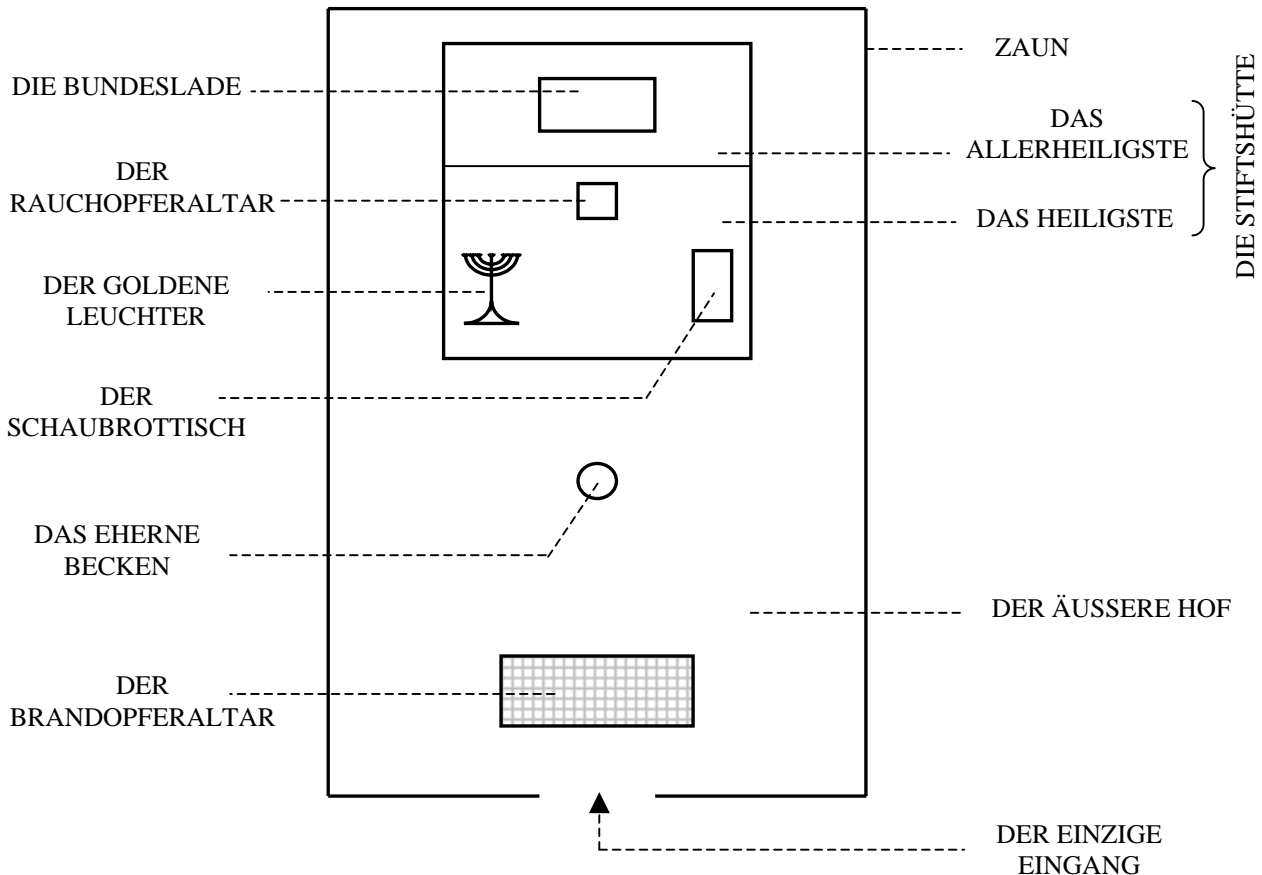 ZAUN
DIE BUNDESLADE
DAS
ALLERHEILIGSTE
DIE STIFTSHÜTTE
DER
RAUCHOPFERALTAR
DAS HEILIGSTE
DER GOLDENE
LEUCHTER
DER
SCHAUBROTTISCH
DAS EHERNE
BECKEN
DER ÄUSSERE HOF
DER
BRANDOPFERALTAR
DER EINZIGE
EINGANG